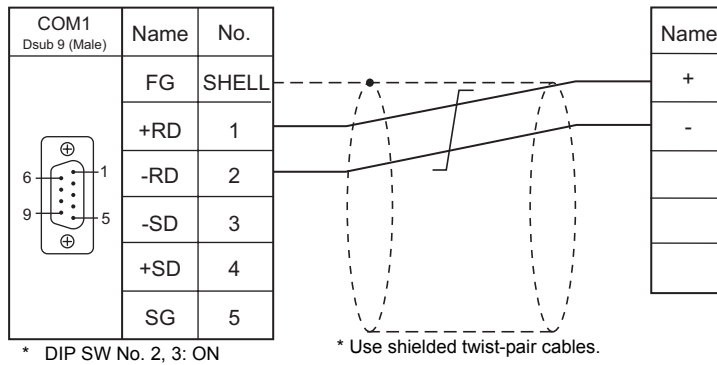 COM1
Dsub 9 (Male)
Name No.
Name
FG SHELL
+
+RD 1
-
-RD 2
6 1
-SD 3
9 5
+SD 4
SG 5
* DIP SW No. 2, 3: ON
* Use shielded twist-pair cables.